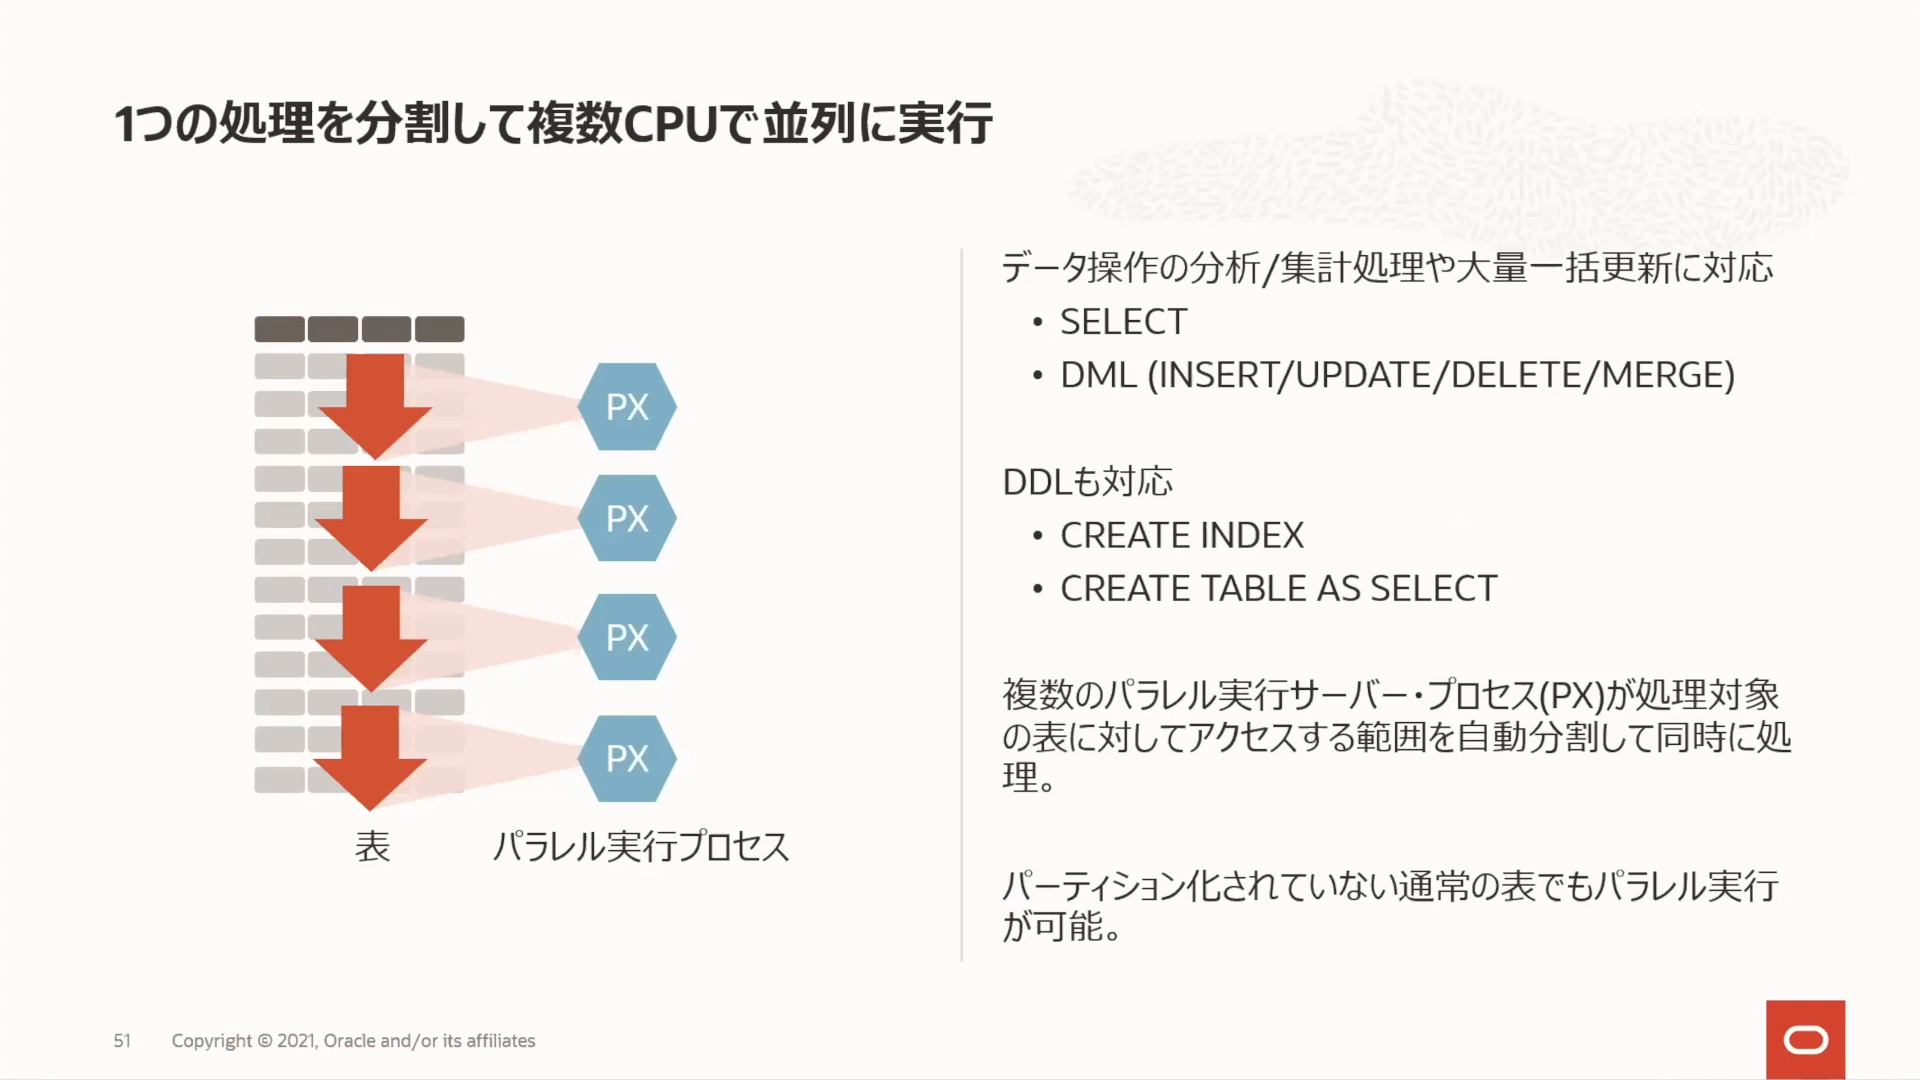 1つの処理を分割して複数CPUで並列に実行
PX
PX
PX
PX
表
パラレル実行プロセス
データ操作の分析/集計処理や大量一括更新に対応
• SELECT
• DML (INSERT/UPDATE/DELETE/MERGE)
DDLも対応
• CREATE INDEX
• CREATE TABLE AS SELECT
複数のパラレル実行サーバー・プロセス(PX)が処理対象
の表に対してアクセスする範囲を自動分割して同時に処
理。
パーティション化されていない通常の表でもパラレル実行
が可能。
51 Copyright © 2021, Oracle and/or its affiliates